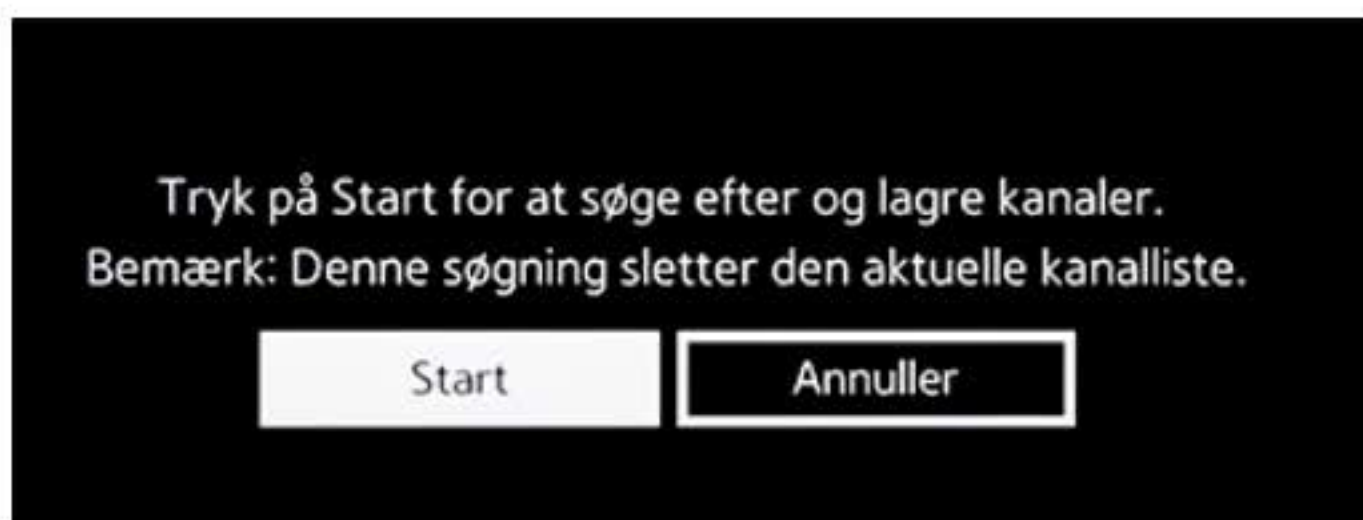 Tryk på Start for at søge efter og lagre kanaler.
Bemærk: Denne søgning sletter den aktuelle kanalliste.
Start
Annuller